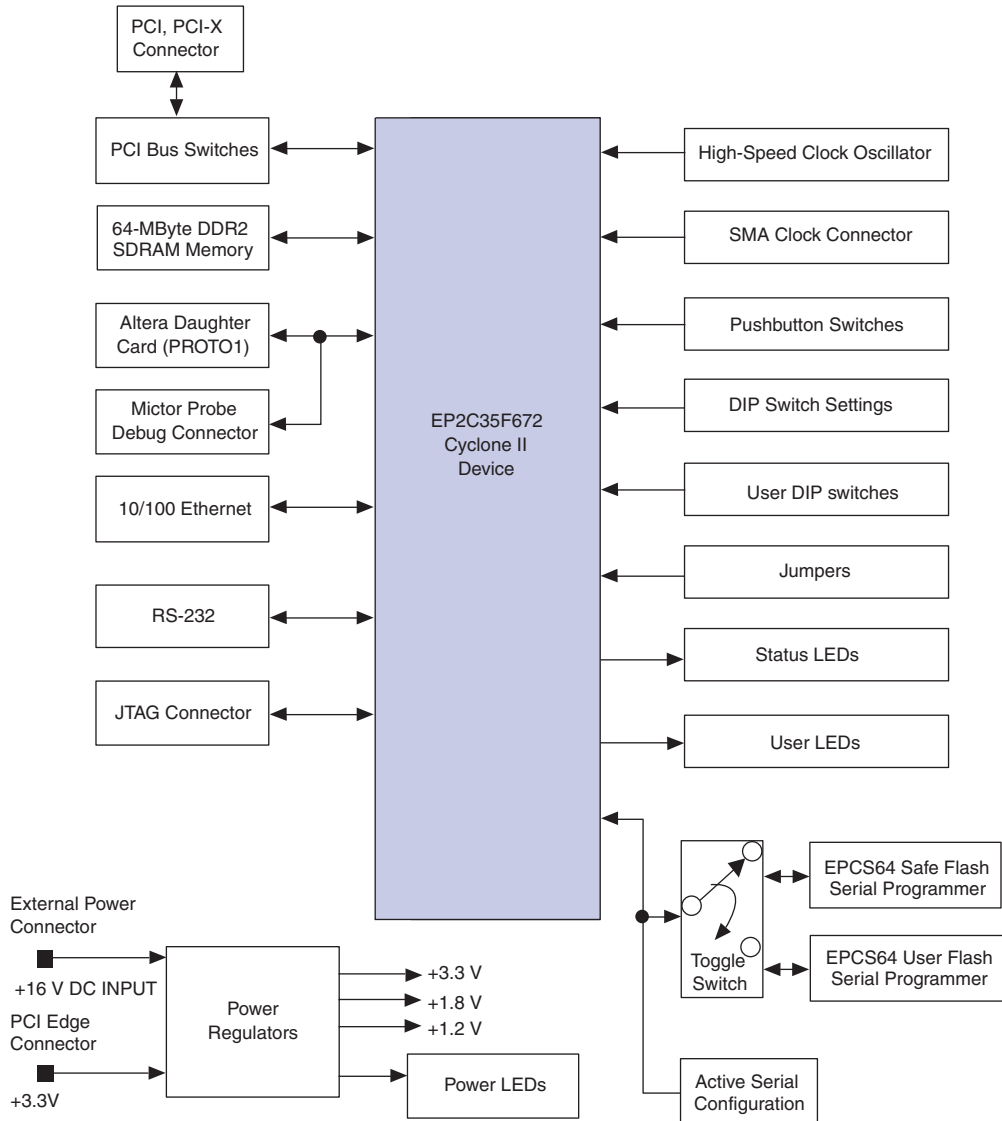 PCI, PCI-X
Connector
PCI Bus Switches
64-MByte DDR2
SDRAM Memory
Altera Daughter
Card (PROTO1)
Mictor Probe
Debug Connector
10/100 Ethernet
RS-232
JTAG Connector
EP2C35F672
Cyclone II
Device
High-Speed Clock Oscillator
SMA Clock Connector
Pushbutton Switches
DIP Switch Settings
User DIP switches
Jumpers
Status LEDs
User LEDs
Toggle
Switch
EPCS64 Safe Flash
Serial Programmer
EPCS64 User Flash
Serial Programmer
Active Serial
Configuration
External Power
Connector
+16 V DC INPUT
PCI Edge
Connector
+3.3V
Power
Regulators
+3.3 V
+1.8 V
+1.2 V
Power LEDs